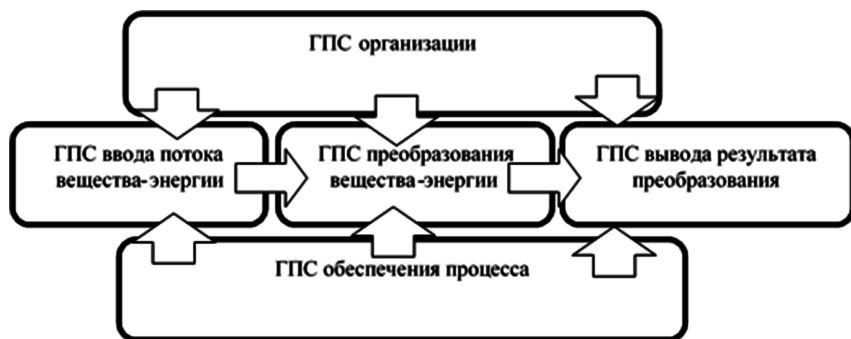 ГПС организации
ГПС ввода потока
вещества-энергии
ГПС преобразования
вещества-энергии
ГПС вывода результата
преобразования
ГПС обеспечения процесса